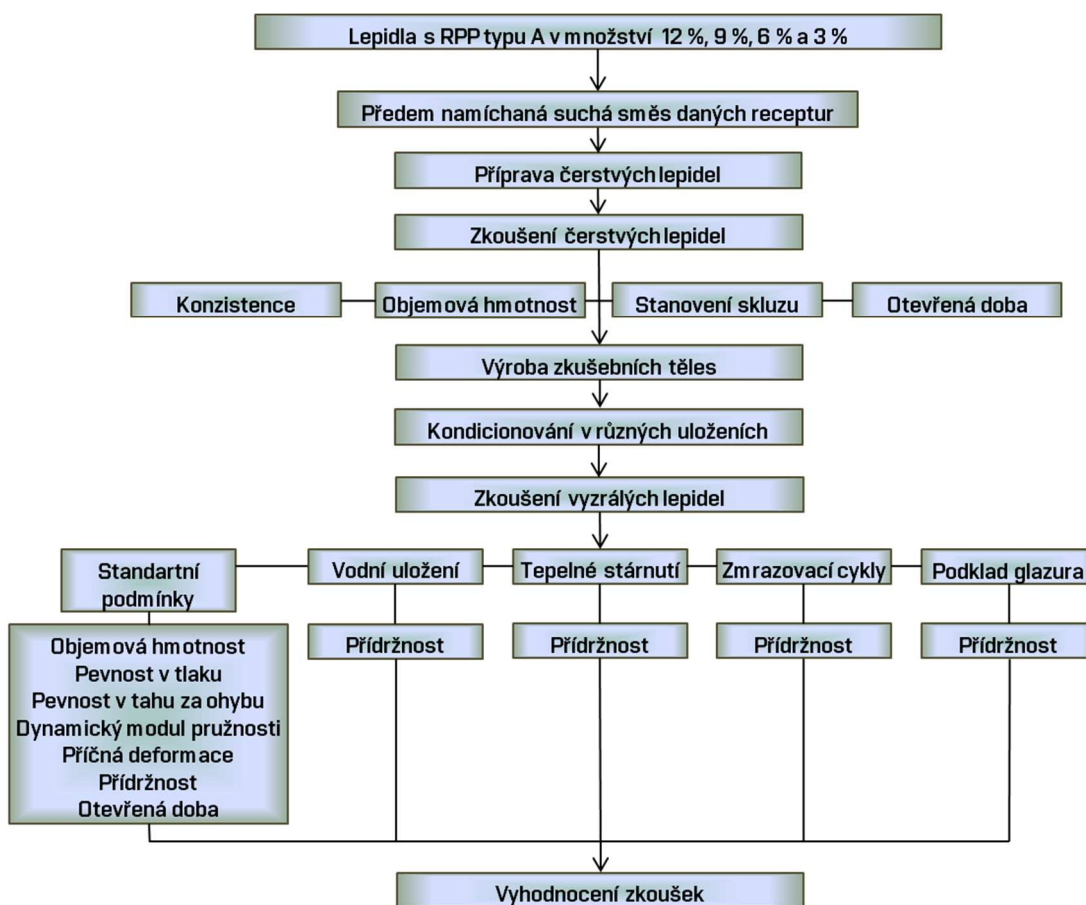 Lepidla s RPP typu A v množství 12 %, 9 %, 6 % a 3 %
Předem namíchaná suchá směs daných receptur
Příprava čerstvých lepidel
Zkoušení čerstvých lepidel
Konzistence
Objemová hmotnost
Stanovení skluzu
Otevřená doba
Výroba zkušebních těles
Kondicionování v různých uloženích
Zkoušení vyzrálých lepidel
Standartní
podmínky
Vodní uložení
Tepelné stárnutí
Zmrazovací cykly
Podklad glazura
Objemová hmotnost
Pevnost v tlaku
Pevnost v tahu za ohybu
Dynamický modul pružnosti
Příčná deformace
Přídržnost
Otevřená doba
Přídržnost
Přídržnost
Přídržnost
Přídržnost
Vyhodnocení zkoušek